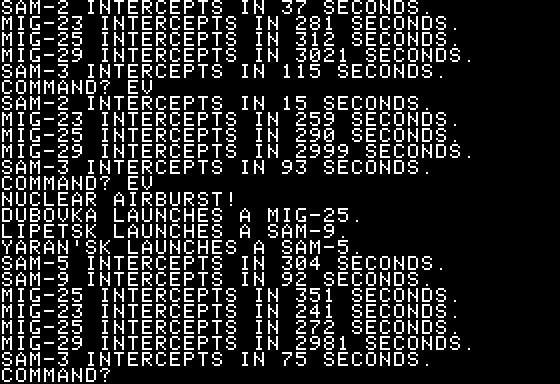 SAM-2 INTERCEPTS IN 37 SECONDS.
MIG-23 INTERCEPTS IN 281 SECONDS.
MIG-25 INTERCEPTS IN 312 SECONDS.
MIG-29 INTERCEPTS IN 3021 SECONDS.
SAM-3 INTERCEPTS IN 115 SECONDS.
COMMAND? EV
SAM-2 INTERCEPTS IN 15 SECONDS.
MIG-23 INTERCEPTS IN 259 SECONDS.
MIG-25 INTERCEPTS IN 290 SECONDS.
MIG-29 INTERCEPTS IN 2999 SECONDS.
SAM-3 INTERCEPTS IN 93 SECONDS.
COMMAND? EV
NUCLEAR AIRBURST!
DUBOVKA LAUNCHES A MIG-25.
LIPETSK LAUNCHES A SAM-9.
YARAN'SK LAUNCHES A SAM-5.
SAM-5 INTERCEPTS IN 304 SECONDS.
SAM-9 INTERCEPTS IN 92 SECONDS.
MIG-25 INTERCEPTS IN 351 SECONDS.
MIG-23 INTERCEPTS IN 241 SECONDS.
MIG-25 INTERCEPTS IN 272 SECONDS.
MIG-29 INTERCEPTS IN 2981 SECONDS.
SAM-3 INTERCEPTS IN 75 SECONDS.
COMMAND?